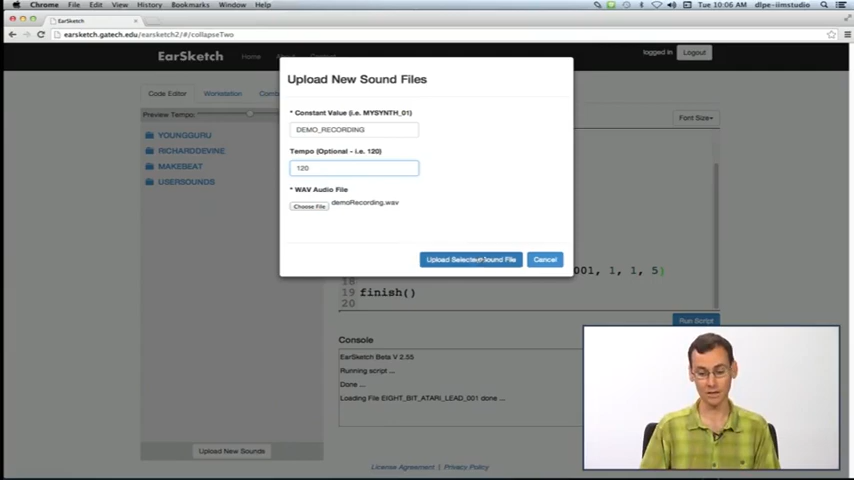 Chrome File Edit View History Bookmarks Window Help
Tue 10:06 AM dlpe-iimstudio
EarSketch
earsketch.gatech.edu/earsketch2/#/collapseTwo
EarSketch Home About Contact logged in Logout
Upload New Sound Files
Code Editor Workstation
Preview Tempo:
Font Size
* Constant Value (i.e. MYSYNTH_01)
DEMO_RECORDING
YOUNGGURU
RICHARDDEVINE
MAKEBEAT
USERSOUNDS
Tempo (Optional - i.e. 120)
120
* WAV Audio File
Choose File demoRecording.wav
Upload Selected Sound File Cancel
001, 1, 1, 5)
18
19 finish()
20
Run Script
Console
EarSketch Beta V 2.55
Running script ...
Done ...
Loading File EIGHT_BIT_ATARI_LEAD_001 done ...
Upload New Sounds
License Agreement | Privacy Policy